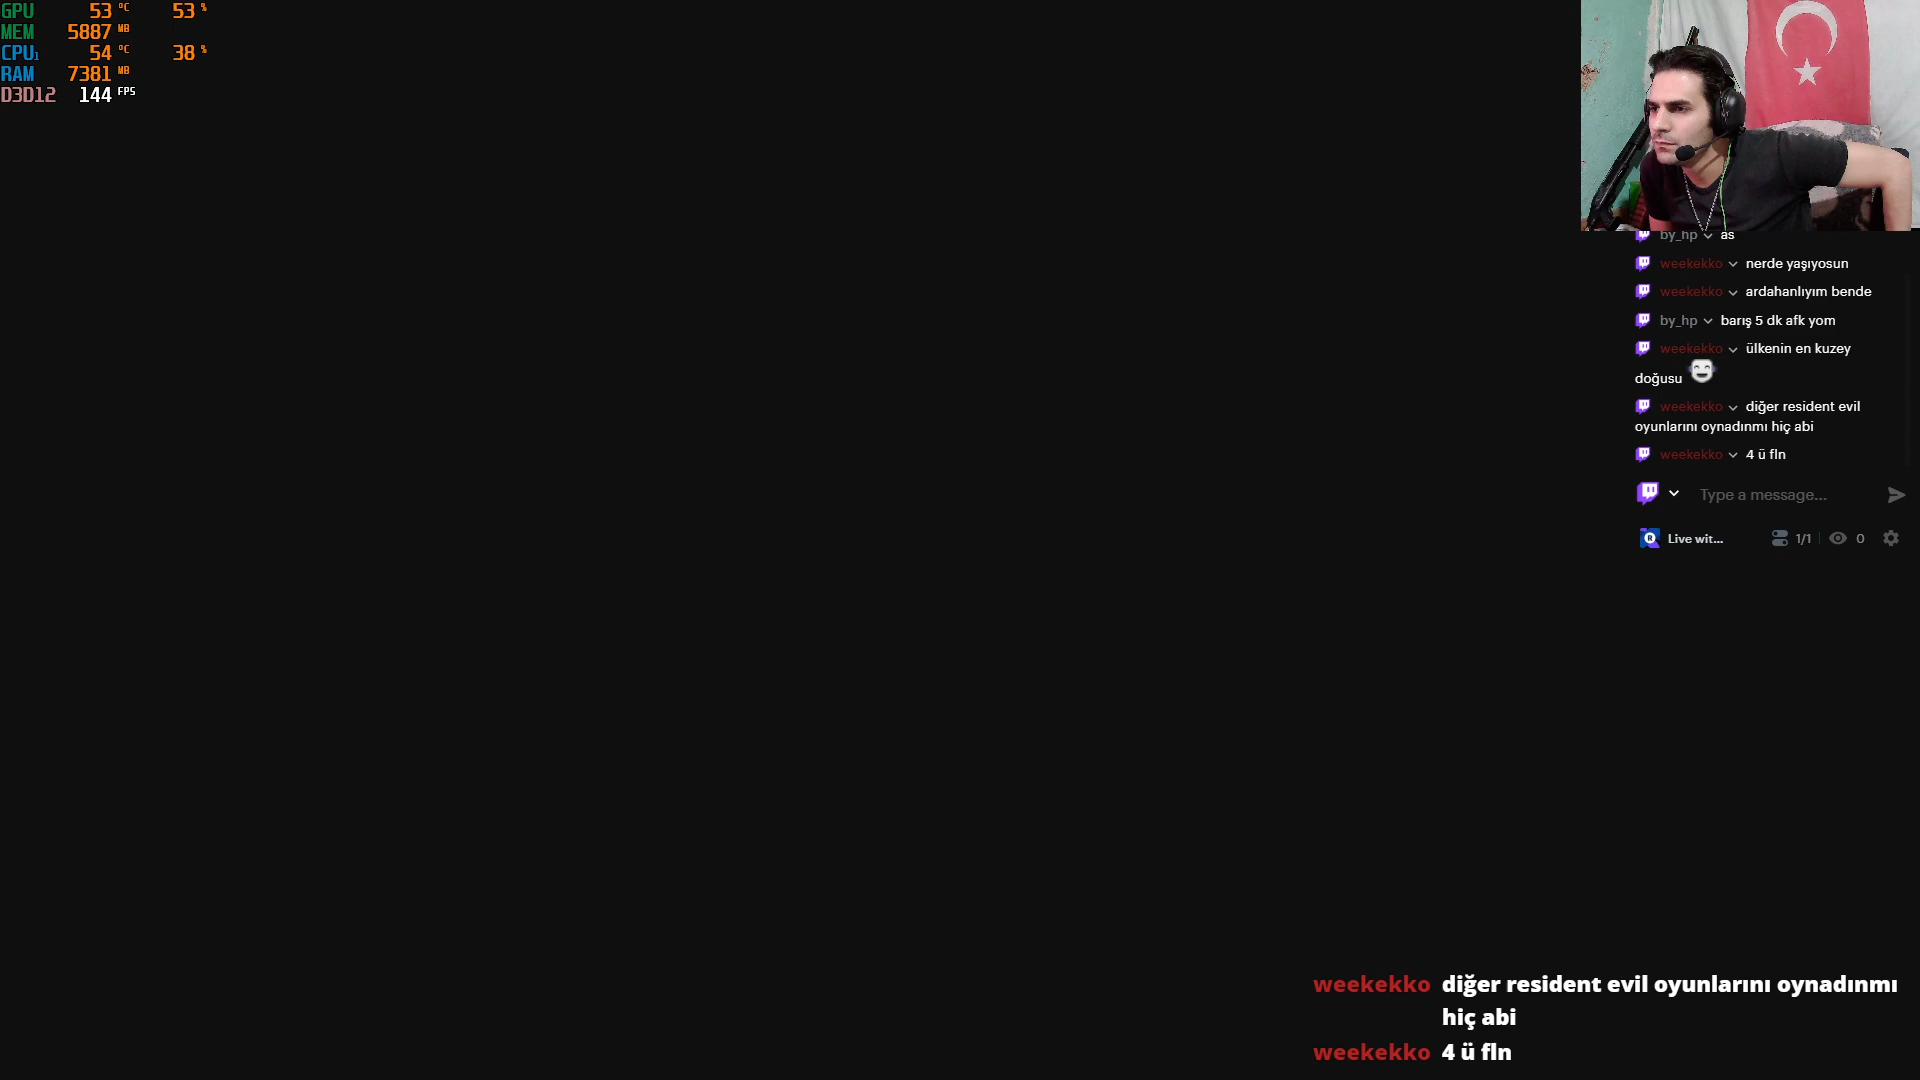 GPU 53 °C 53 %
MEM 5887 MB
CPU1 54 °C 38 %
RAM 7381 MB
D3D12 144 FPS
by_hp as
weekekko nerde yaşıyosun
weekekko ardahanlıyım bende
by_hp barış 5 dk afk yom
weekekko ülkenin en kuzey
doğusu
weekekko diğer resident evil
oyunlarını oynadınmı hiç abi
weekekko 4 ü fln
Type a message...
Live wit... 1/1 0
weekekko diğer resident evil oyunlarını oynadınmı
hiç abi
weekekko 4 ü fln